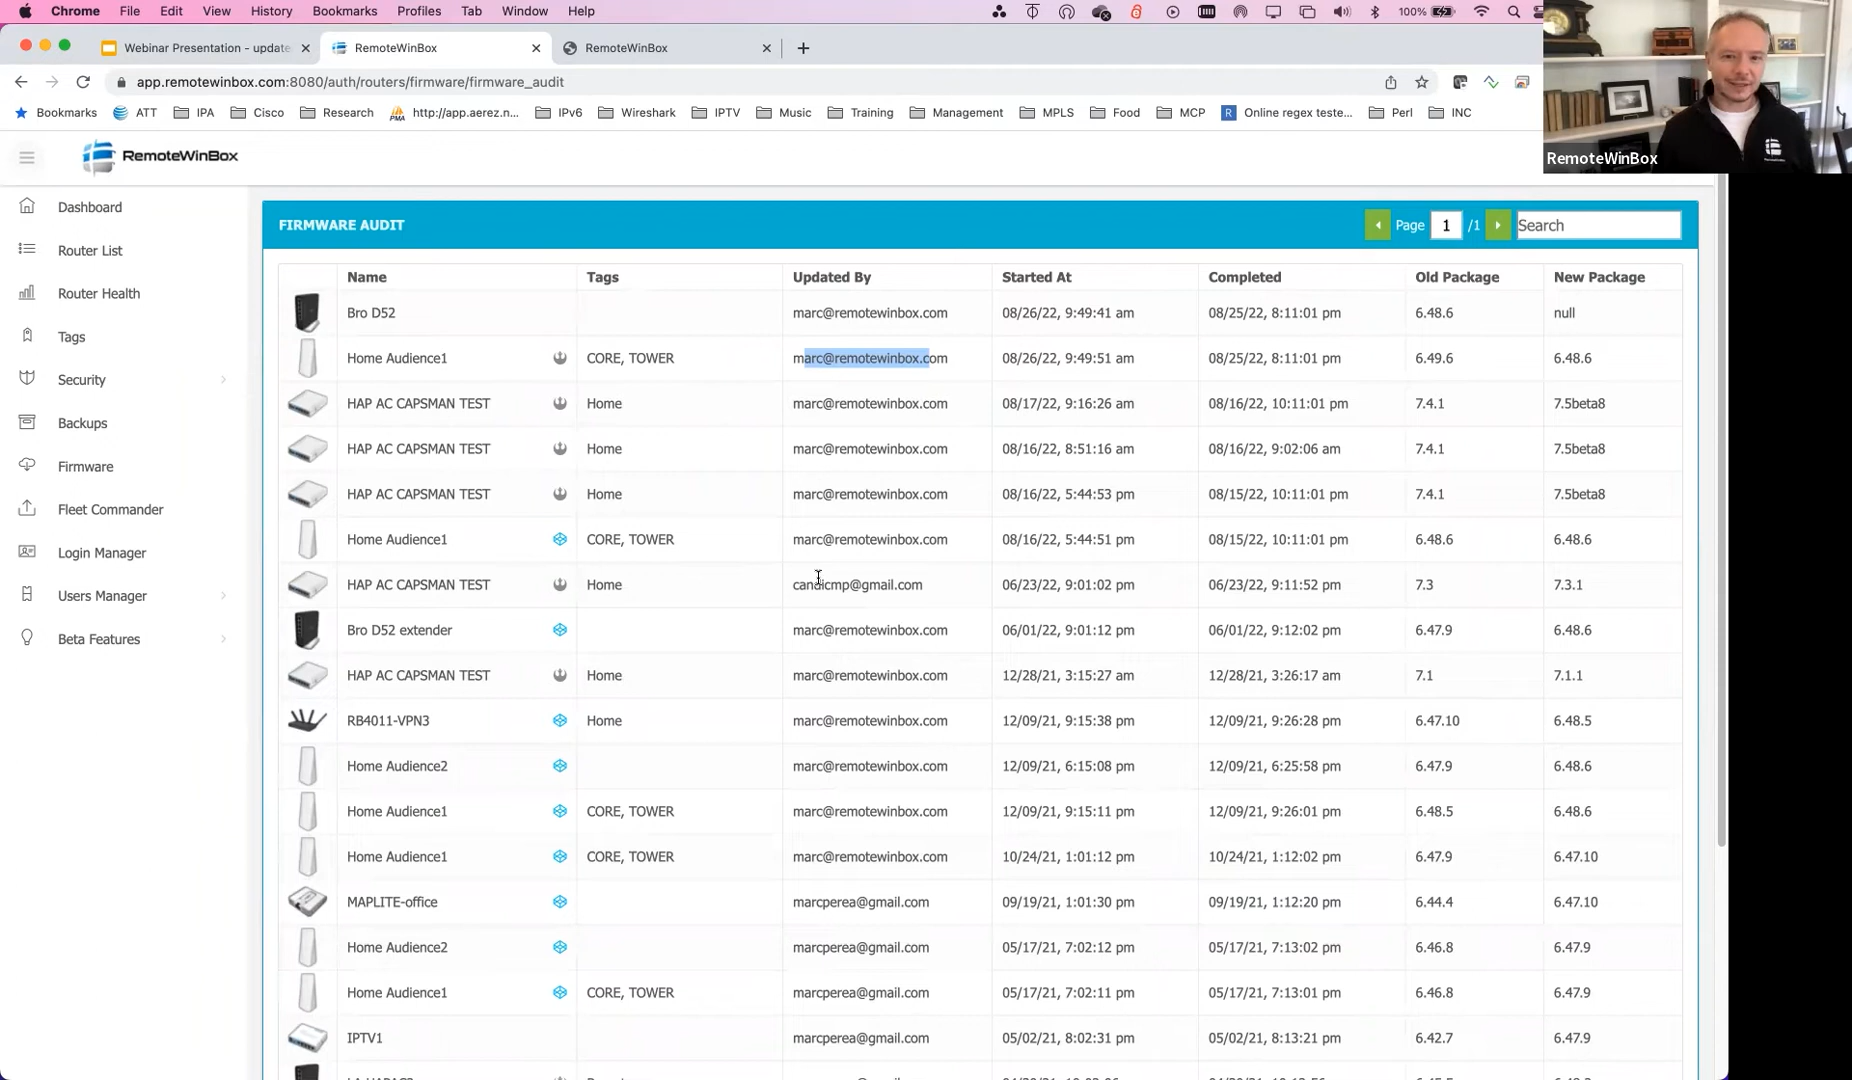 Chrome File Edit View History Bookmarks Profiles Tab Window Help 100%
Webinar Presentation - update RemoteWinBox RemoteWinBox
app.remotewinbox.com:8080/auth/routers/firmware/firmware_audit
Bookmarks ATT IPA Cisco Research http://app.aerez.n... IPv6 Wireshark IPTV Music Training Management MPLS Food MCP Online regex teste... Perl INC
RemoteWinBox
RemoteWinBox
Dashboard
Router List
Router Health
Tags
Security
Backups
Firmware
Fleet Commander
Login Manager
Users Manager
Beta Features
FIRMWARE AUDIT Page 1 /1 Search
Name Tags Updated By Started At Completed Old Package New Package
Bro D52 marc@remotewinbox.com 08/26/22, 9:49:41 am 08/25/22, 8:11:01 pm 6.48.6 null
Home Audience1 CORE, TOWER marc@remotewinbox.com 08/26/22, 9:49:51 am 08/25/22, 8:11:01 pm 6.49.6 6.48.6
HAP AC CAPSMAN TEST Home marc@remotewinbox.com 08/17/22, 9:16:26 am 08/16/22, 10:11:01 pm 7.4.1 7.5beta8
HAP AC CAPSMAN TEST Home marc@remotewinbox.com 08/16/22, 8:51:16 am 08/16/22, 9:02:06 am 7.4.1 7.5beta8
HAP AC CAPSMAN TEST Home marc@remotewinbox.com 08/16/22, 5:44:53 pm 08/15/22, 10:11:01 pm 7.4.1 7.5beta8
Home Audience1 CORE, TOWER marc@remotewinbox.com 08/16/22, 5:44:51 pm 08/15/22, 10:11:01 pm 6.48.6 6.48.6
HAP AC CAPSMAN TEST Home candicmp@gmail.com 06/23/22, 9:01:02 pm 06/23/22, 9:11:52 pm 7.3 7.3.1
Bro D52 extender marc@remotewinbox.com 06/01/22, 9:01:12 pm 06/01/22, 9:12:02 pm 6.47.9 6.48.6
HAP AC CAPSMAN TEST Home marc@remotewinbox.com 12/28/21, 3:15:27 am 12/28/21, 3:26:17 am 7.1 7.1.1
RB4011-VPN3 Home marc@remotewinbox.com 12/09/21, 9:15:38 pm 12/09/21, 9:26:28 pm 6.47.10 6.48.5
Home Audience2 marc@remotewinbox.com 12/09/21, 6:15:08 pm 12/09/21, 6:25:58 pm 6.47.9 6.48.6
Home Audience1 CORE, TOWER marc@remotewinbox.com 12/09/21, 9:15:11 pm 12/09/21, 9:26:01 pm 6.48.5 6.48.6
Home Audience1 CORE, TOWER marc@remotewinbox.com 10/24/21, 1:01:12 pm 10/24/21, 1:12:02 pm 6.47.9 6.47.10
MAPLITE-office marcperea@gmail.com 09/19/21, 1:01:30 pm 09/19/21, 1:12:20 pm 6.44.4 6.47.10
Home Audience2 marcperea@gmail.com 05/17/21, 7:02:12 pm 05/17/21, 7:13:02 pm 6.46.8 6.47.9
Home Audience1 CORE, TOWER marcperea@gmail.com 05/17/21, 7:02:11 pm 05/17/21, 7:13:01 pm 6.46.8 6.47.9
IPTV1 marcperea@gmail.com 05/02/21, 8:02:31 pm 05/02/21, 8:13:21 pm 6.42.7 6.47.9